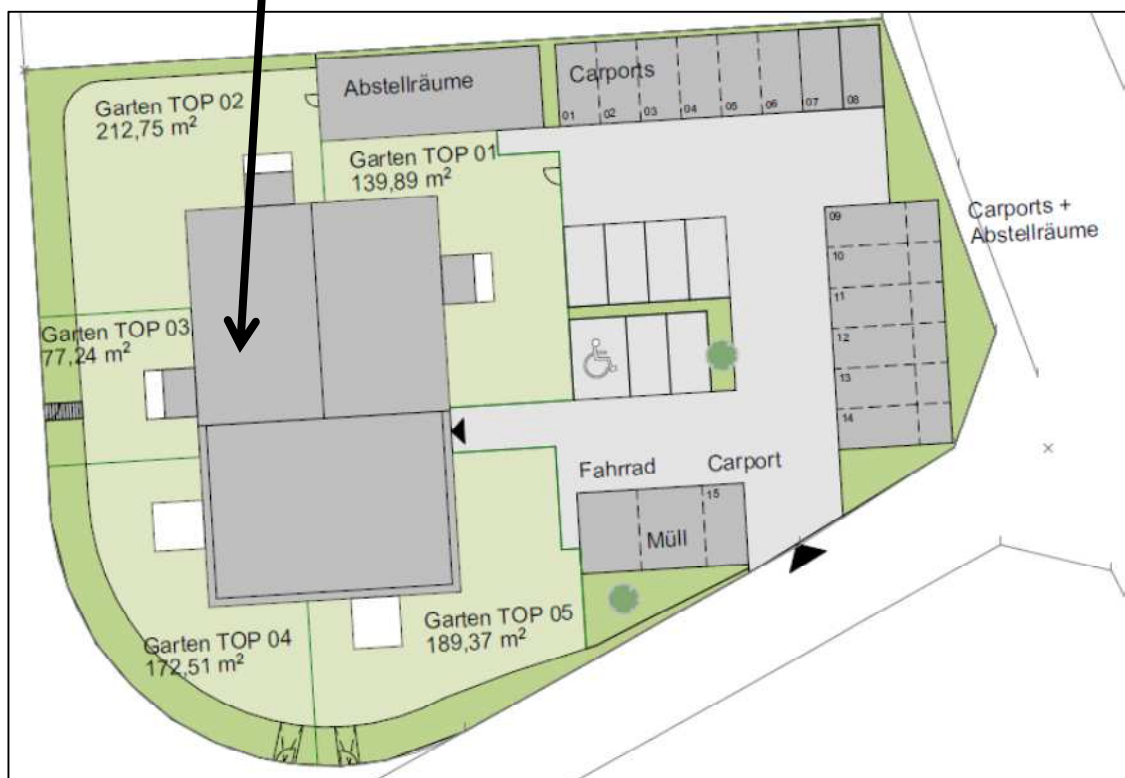 Garten TOP 02
212,75 m²
Abstellräume
Carports
01
02
03
04
05
06
07
08
Garten TOP 01
139,89 m²
Carports +
Abstellräume
09
10
11
12
13
14
Garten TOP 03
77,24 m²
Fahrrad
Carport
15
Müll
Garten TOP 05
189,37 m²
Garten TOP 04
172,51 m²